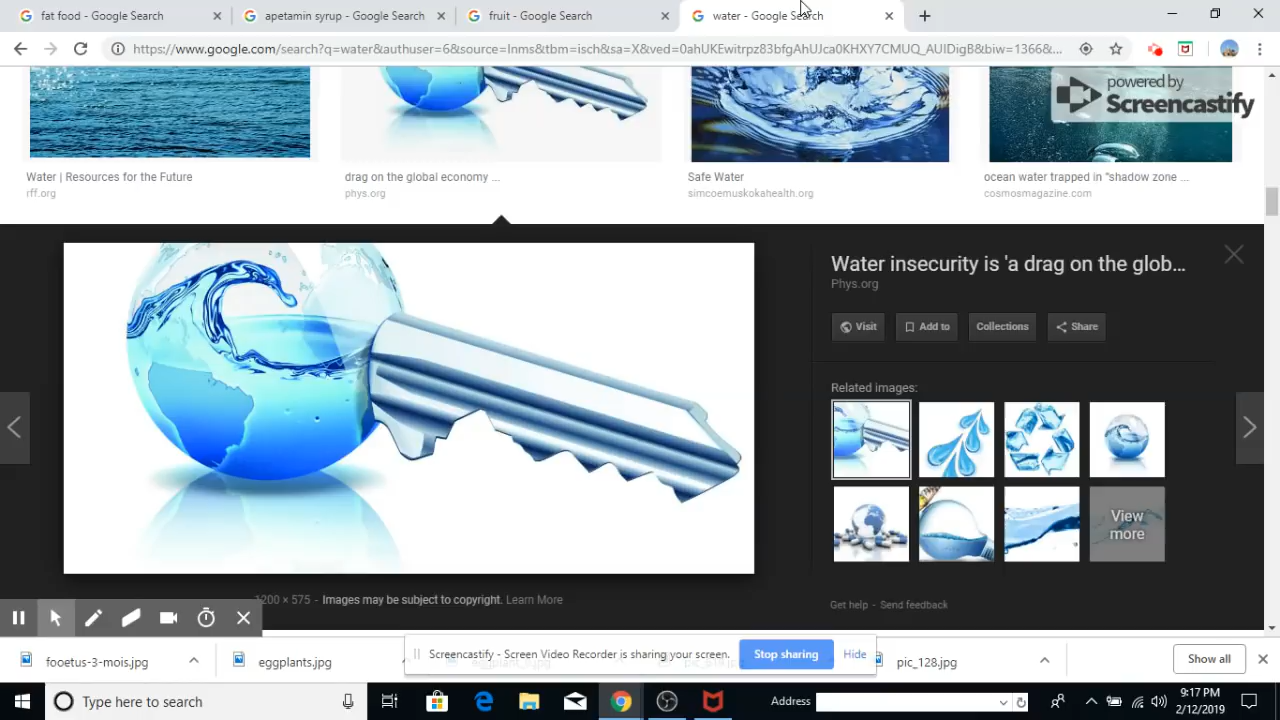 fat food - Google Search
apetamin syrup - Google Search
fruit - Google Search
water - Google Search
https://www.google.com/search?q=water&authuser=6&source=lnms&tbm=isch&sa=X&ved=0ahUKEwitrpz83bfgAhUJca0KHXY7CMUQ_AUIDigB&biw=1366&...
powered by
Screencastify
Water | Resources for the Future
rff.org
drag on the global economy ...
phys.org
Safe Water
simcoemuskokahealth.org
ocean water trapped in "shadow zone ...
cosmosmagazine.com
Water insecurity is 'a drag on the glob...
Phys.org
Visit
Add to
Collections
Share
Related images:
View
more
1200 × 575 - Images may be subject to copyright. Learn More
Get help - Send feedback
Screencastify - Screen Video Recorder is sharing your screen.
Stop sharing
Hide
fooetus-3-mois.jpg
eggplants.jpg
pic_128.jpg
Show all
Type here to search
Address
9:17 PM
2/12/2019